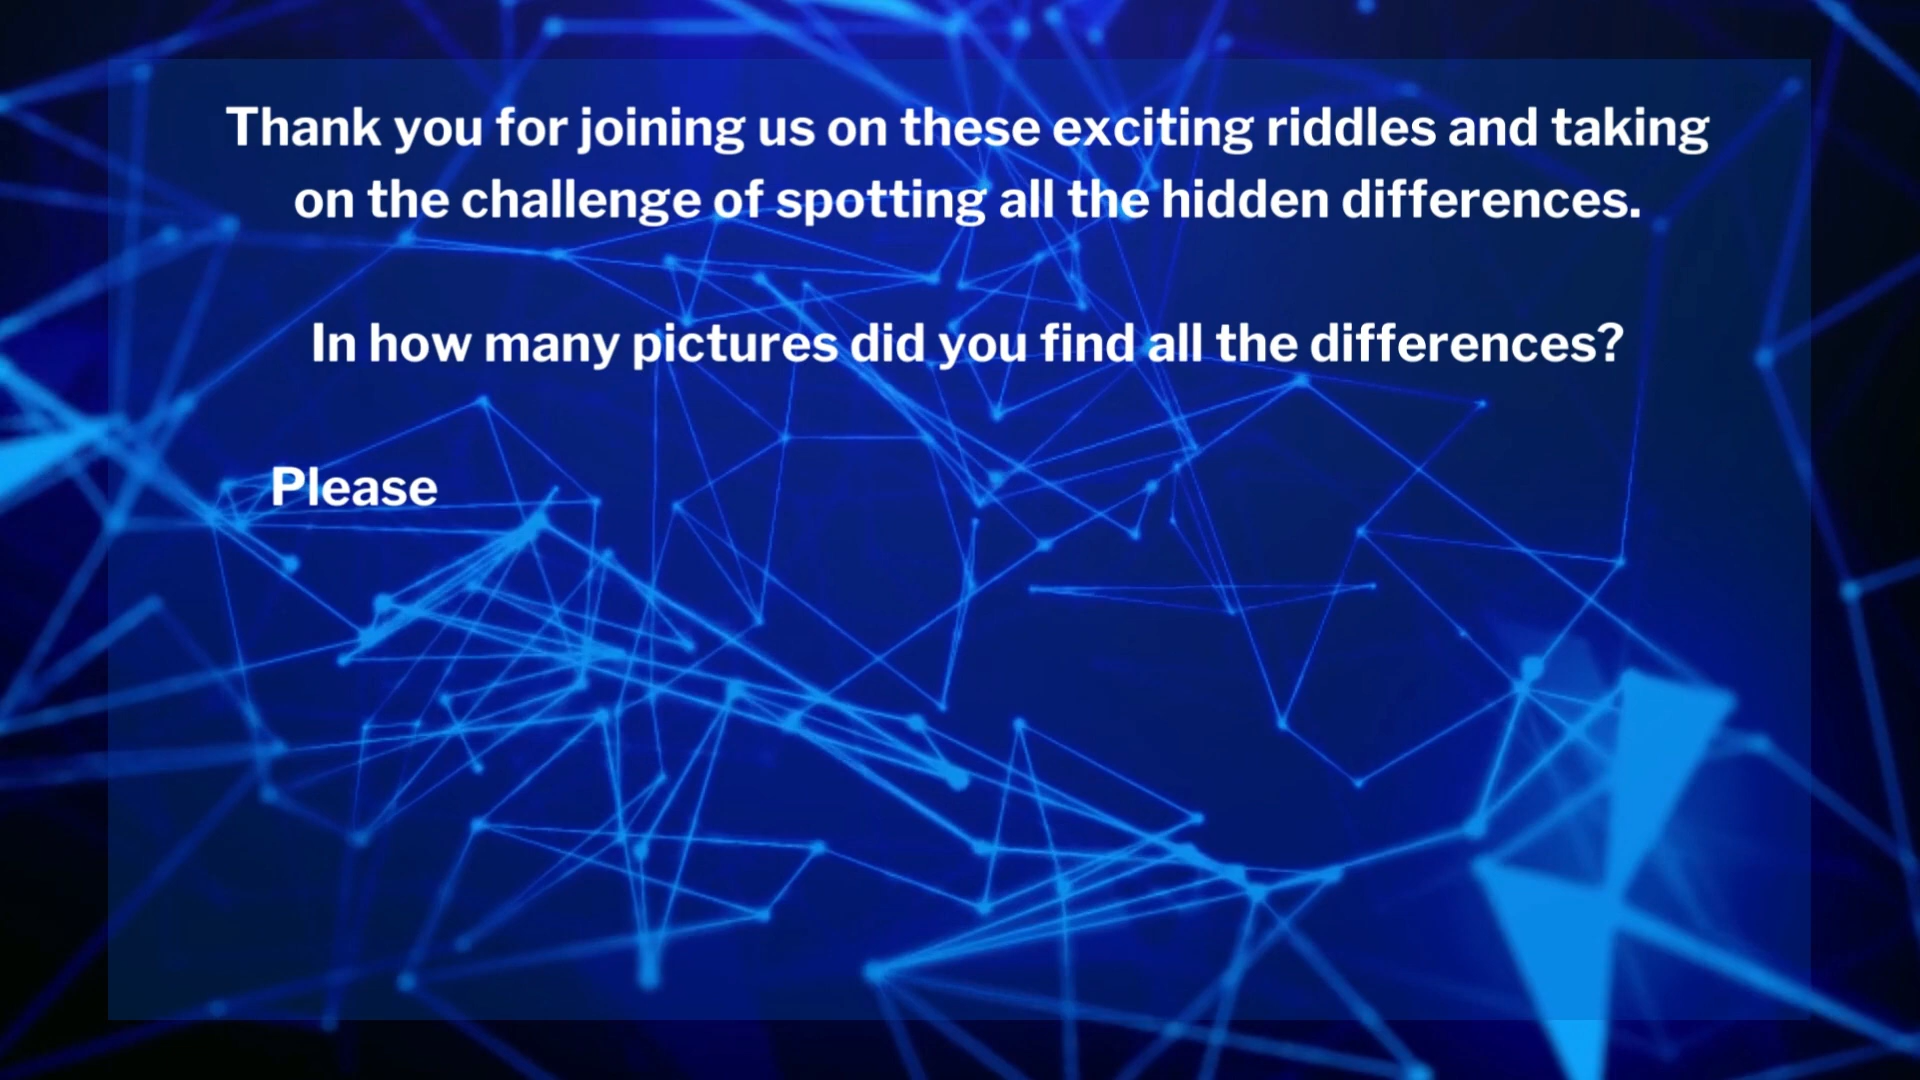 Thank you for joining us on these exciting riddles and taking
on the challenge of spotting all the hidden differences.
In how many pictures did you find all the differences?
Please